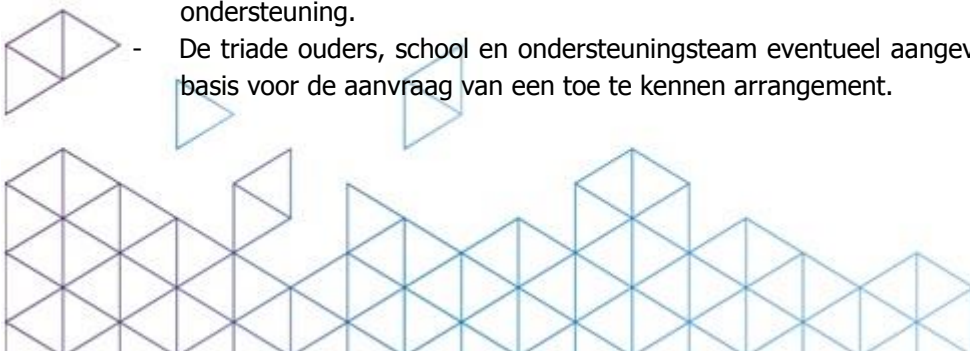 ondersteuning.
- De triade ouders, school en ondersteuningsteam eventueel
basis voor de aanvraag van een toe te kennen arrangement.